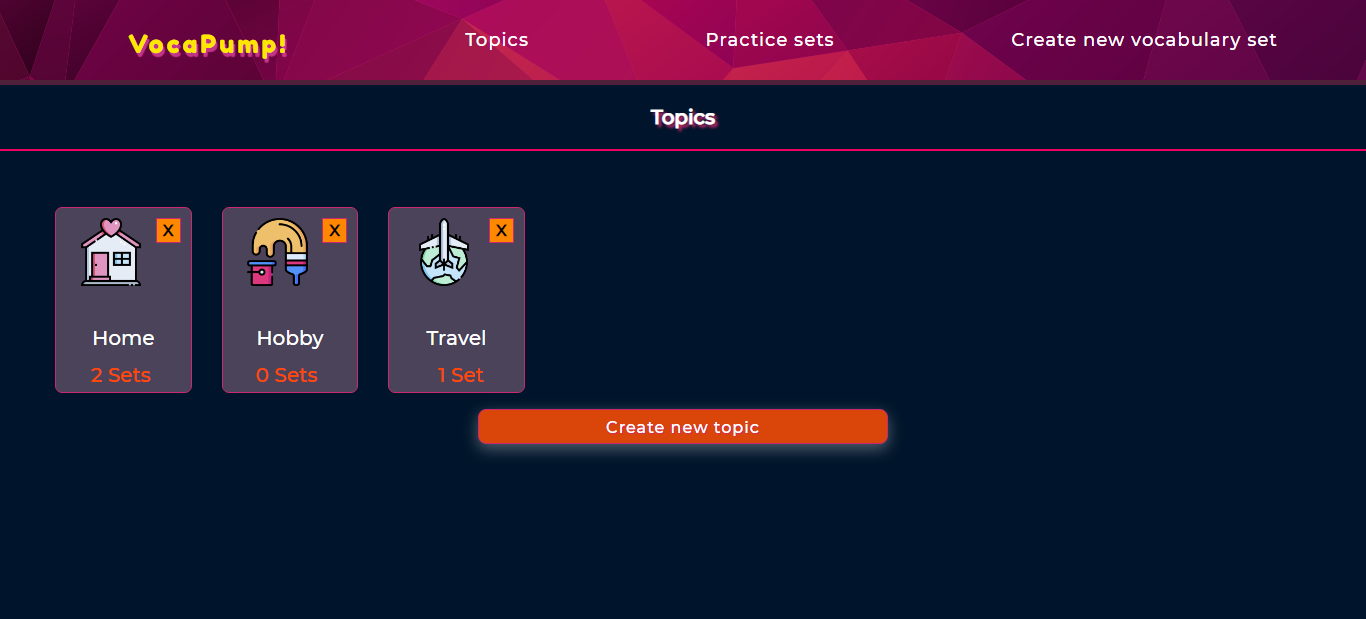 VocaPump!
Topics
Practice sets
Create new vocabulary set
Topics
X
X
X
Home
Hobby
Travel
2 Sets
0 Sets
1 Set
Create new topic